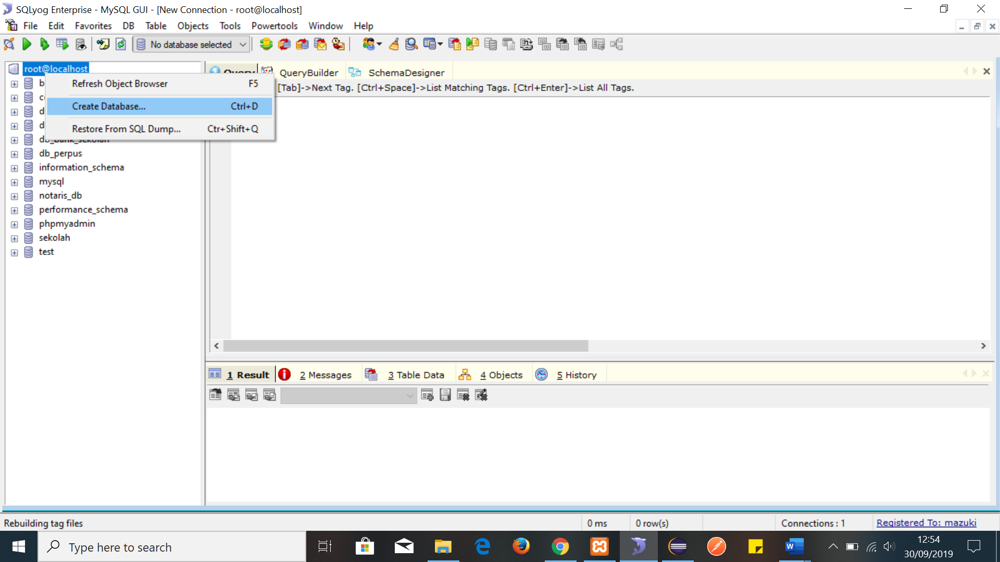 SQLyog Enterprise - MySQL GUI - [New Connection - root@localhost]
File Edit Favorites DB Table Objects Tools Powertools Window Help
No database selected
root@localhost
Query QueryBuilder SchemaDesigner
[Tab]->Next Tag. [Ctrl+Space]->List Matching Tags. [Ctrl+Enter]->List All Tags.
Refresh Object Browser F5
Create Database... Ctrl+D
Restore From SQL Dump... Ctr+Shift+Q
db_bank_sekolah
db_perpus
information_schema
mysql
notaris_db
performance_schema
phpmyadmin
sekolah
test
1 Result 2 Messages 3 Table Data 4 Objects 5 History
Rebuilding tag files 0 ms 0 row(s) Connections : 1 Registered To: mazuki
Type here to search
12:54
30/09/2019